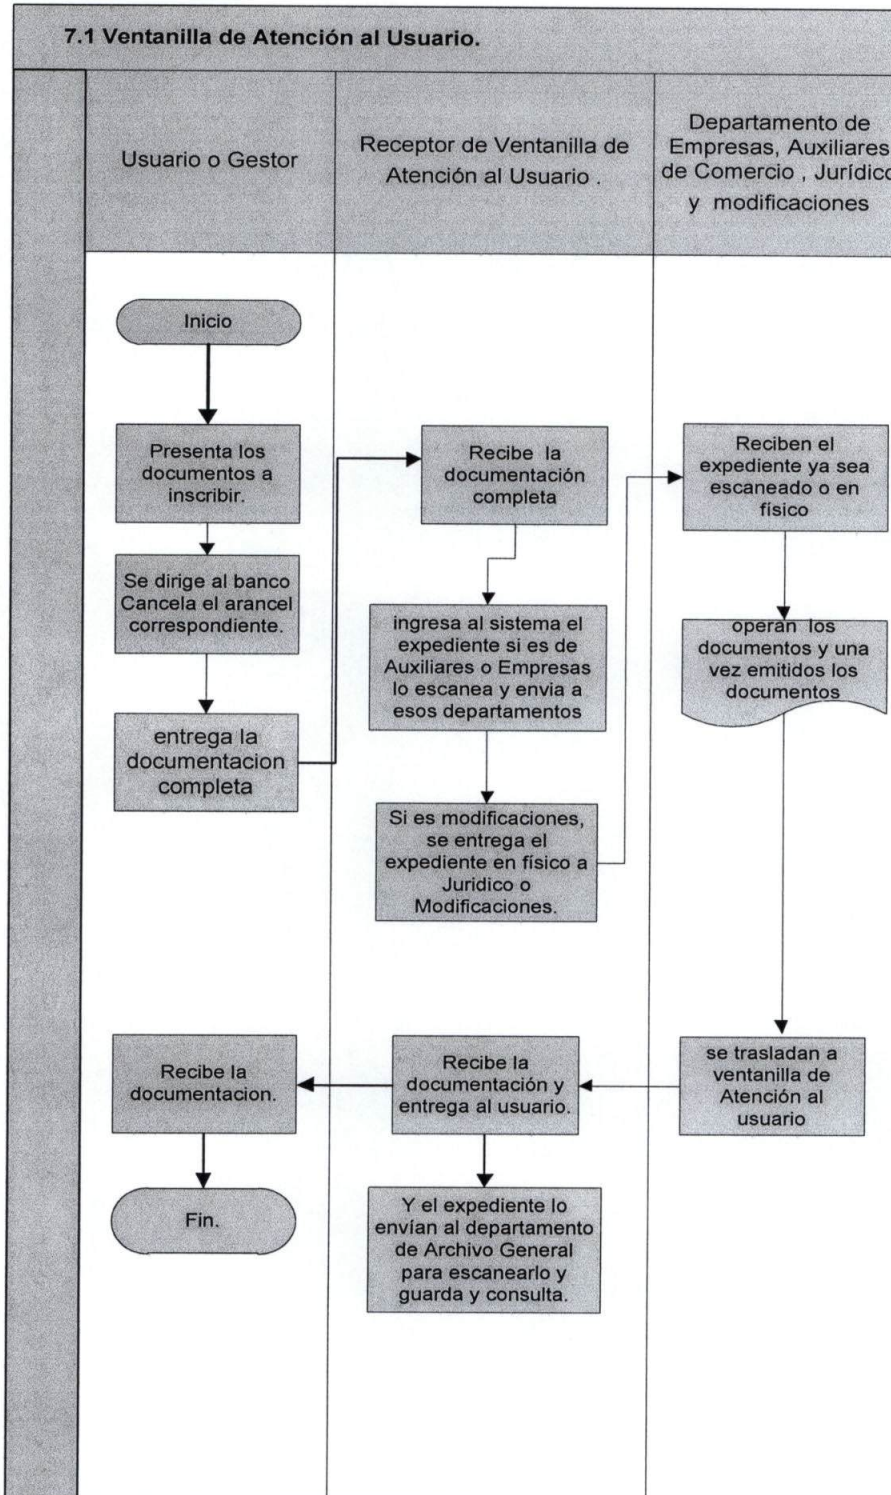 7.1 Ventanilla de Atención al Usuario.
Usuario o Gestor
Receptor de Ventanilla de
Atención al Usuario .
Departamento de
Empresas, Auxiliares
de Comercio , Jurídico
y modificaciones
Inicio
Presenta los
documentos a
inscribir.
Se dirige al banco
Cancela el arancel
correspondiente.
entrega la
documentacion
completa
Recibe la
documentación
completa
ingresa al sistema el
expediente si es de
Auxiliares o Empresas
lo escanea y envia a
esos departamentos
Si es modificaciones,
se entrega el
expediente en físico a
Juridico o
Modificaciones.
Reciben el
expediente ya sea
escaneado o en
físico
operan los
documentos y una
vez emitidos los
documentos
se trasladan a
ventanilla de
Atención al
usuario
Recibe la
documentación y
entrega al usuario.
Y el expediente lo
envían al departamento
de Archivo General
para escanearlo y
guarda y consulta.
Recibe la
documentacion.
Fin.